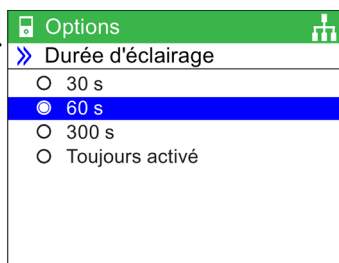 Options
Durée d'éclairage
30 s
60 s
300 s
Toujours activé